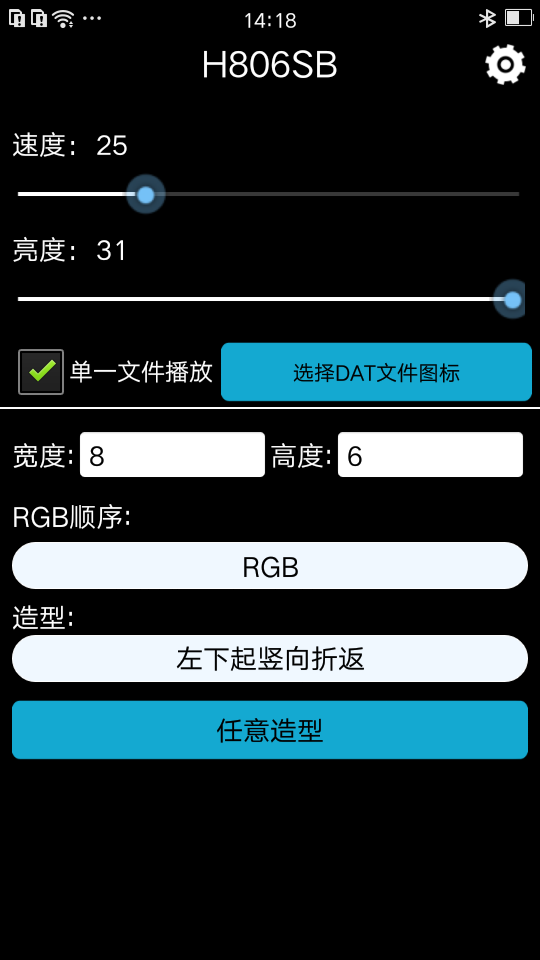 14:18
H806SB
速度: 25
亮度: 31
单一文件播放 选择DAT文件图标
宽度: 8 高度: 6
RGB顺序:
RGB
造型:
左下起竖向折返
任意造型